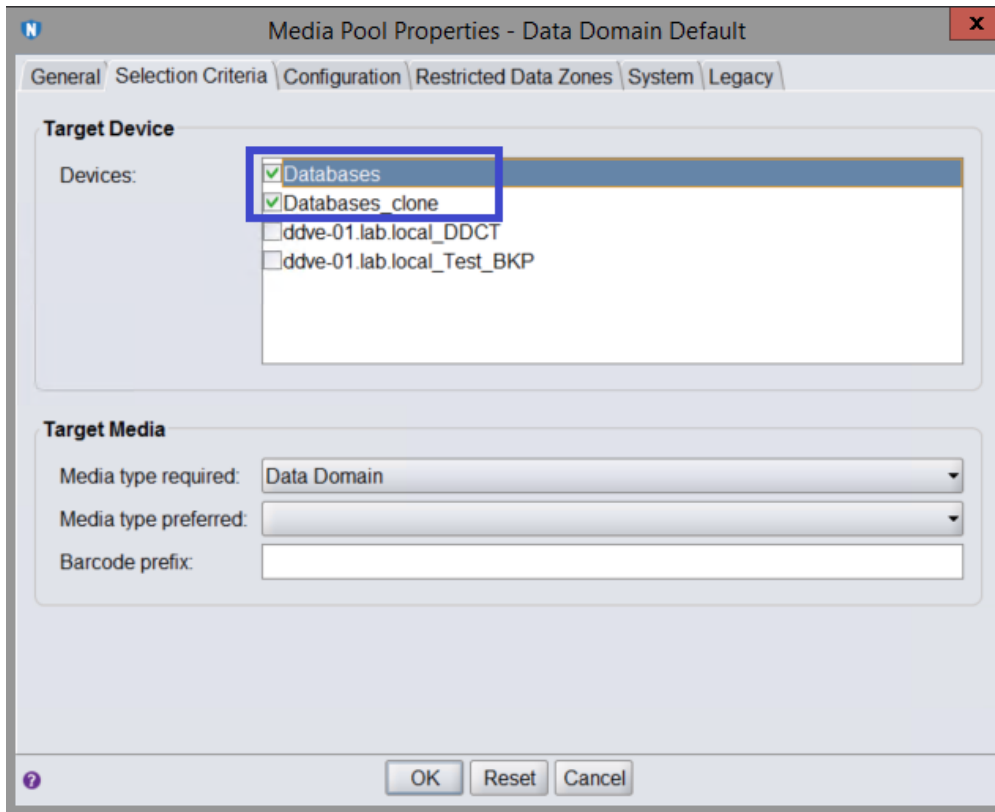 Media Pool Properties - Data Domain Default
x
General Selection Criteria Configuration Restricted Data Zones System Legacy
Target Device
Devices:
Databases
Databases_clone
ddve-01.lab.local_DDCT
ddve-01.lab.local_Test_BKP
Target Media
Media type required: Data Domain
Media type preferred:
Barcode prefix:
? OK Reset Cancel